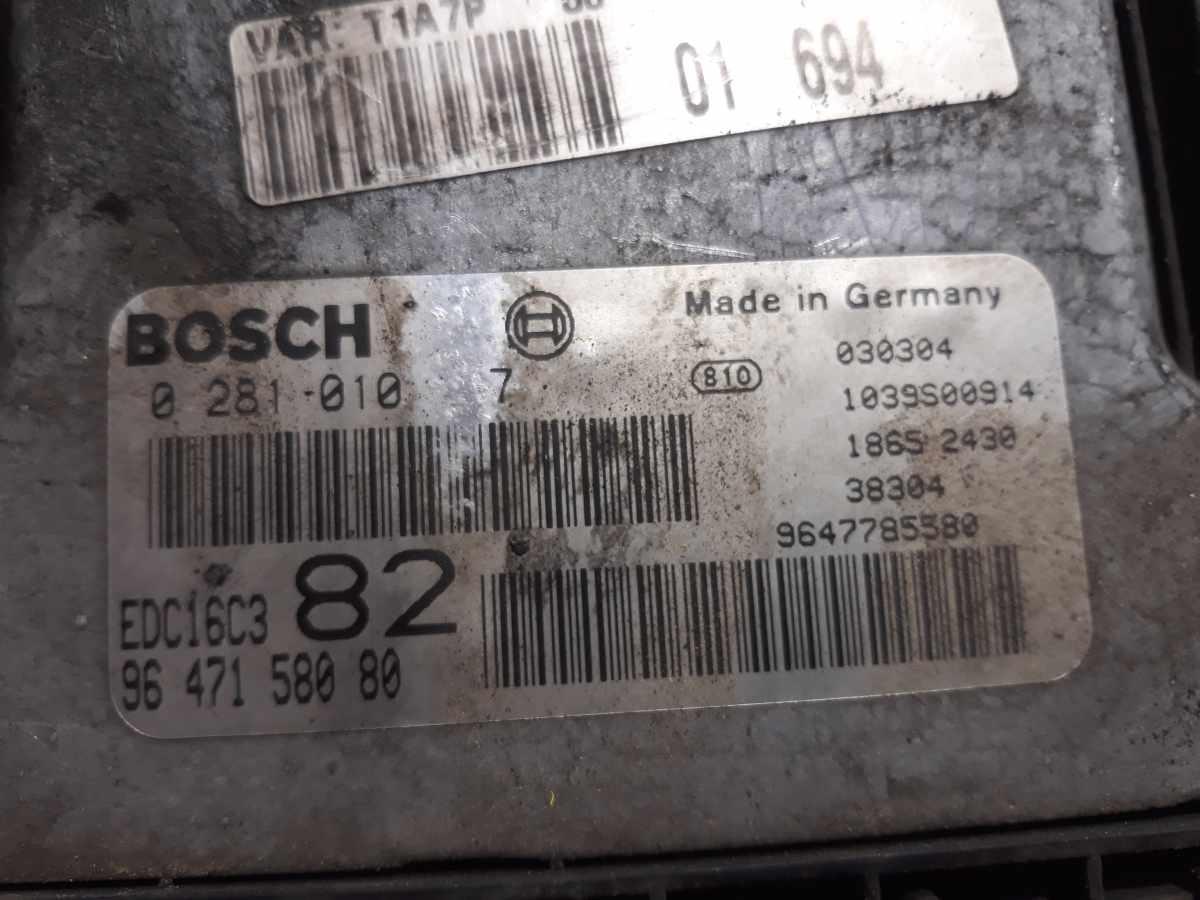 VAR: T1A7P
01 694
BOSCH
Made in Germany
0 281 010 7
810
030304
1039S00914
1865 2430
38304
9647785580
EDC16C3 82
96 471 580 80